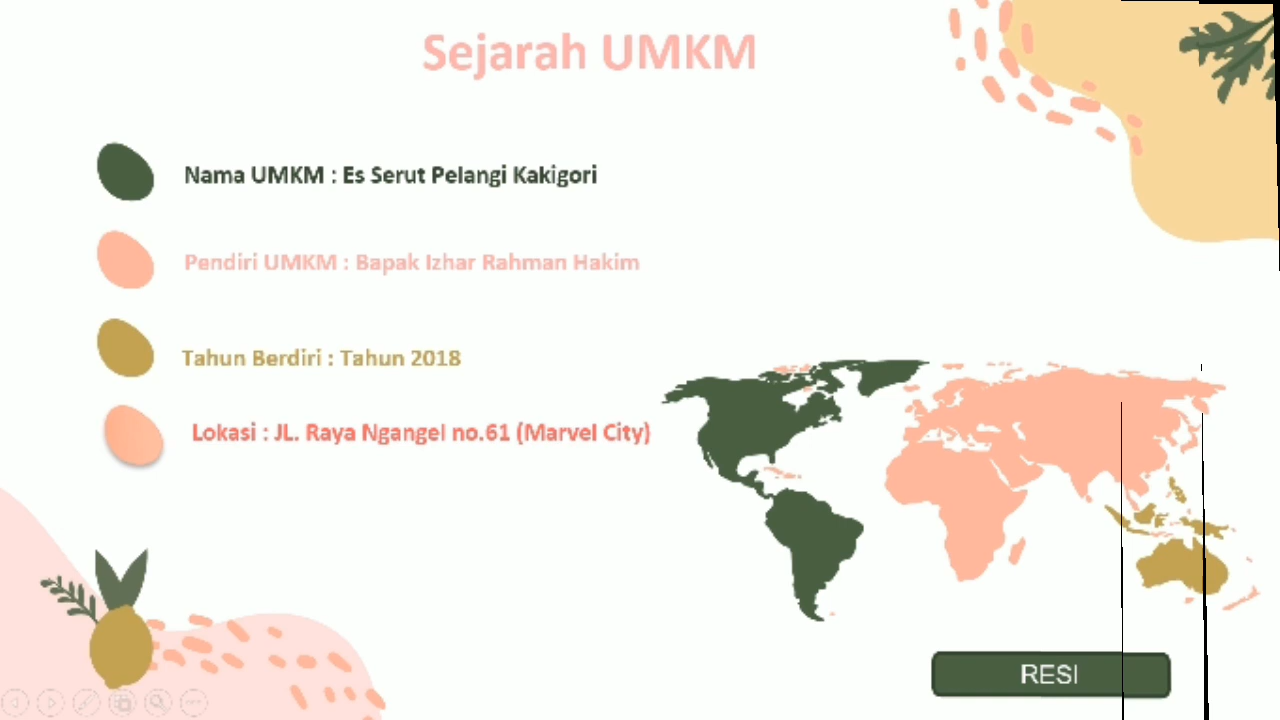 Sejarah UMKM
Nama UMKM : Es Serut Pelangi Kakigori
Pendiri UMKM : Bapak Izhar Rahman Hakim
Tahun Berdiri : Tahun 2018
Lokasi : JL. Raya Ngangel no.61 (Marvel City)
RESI